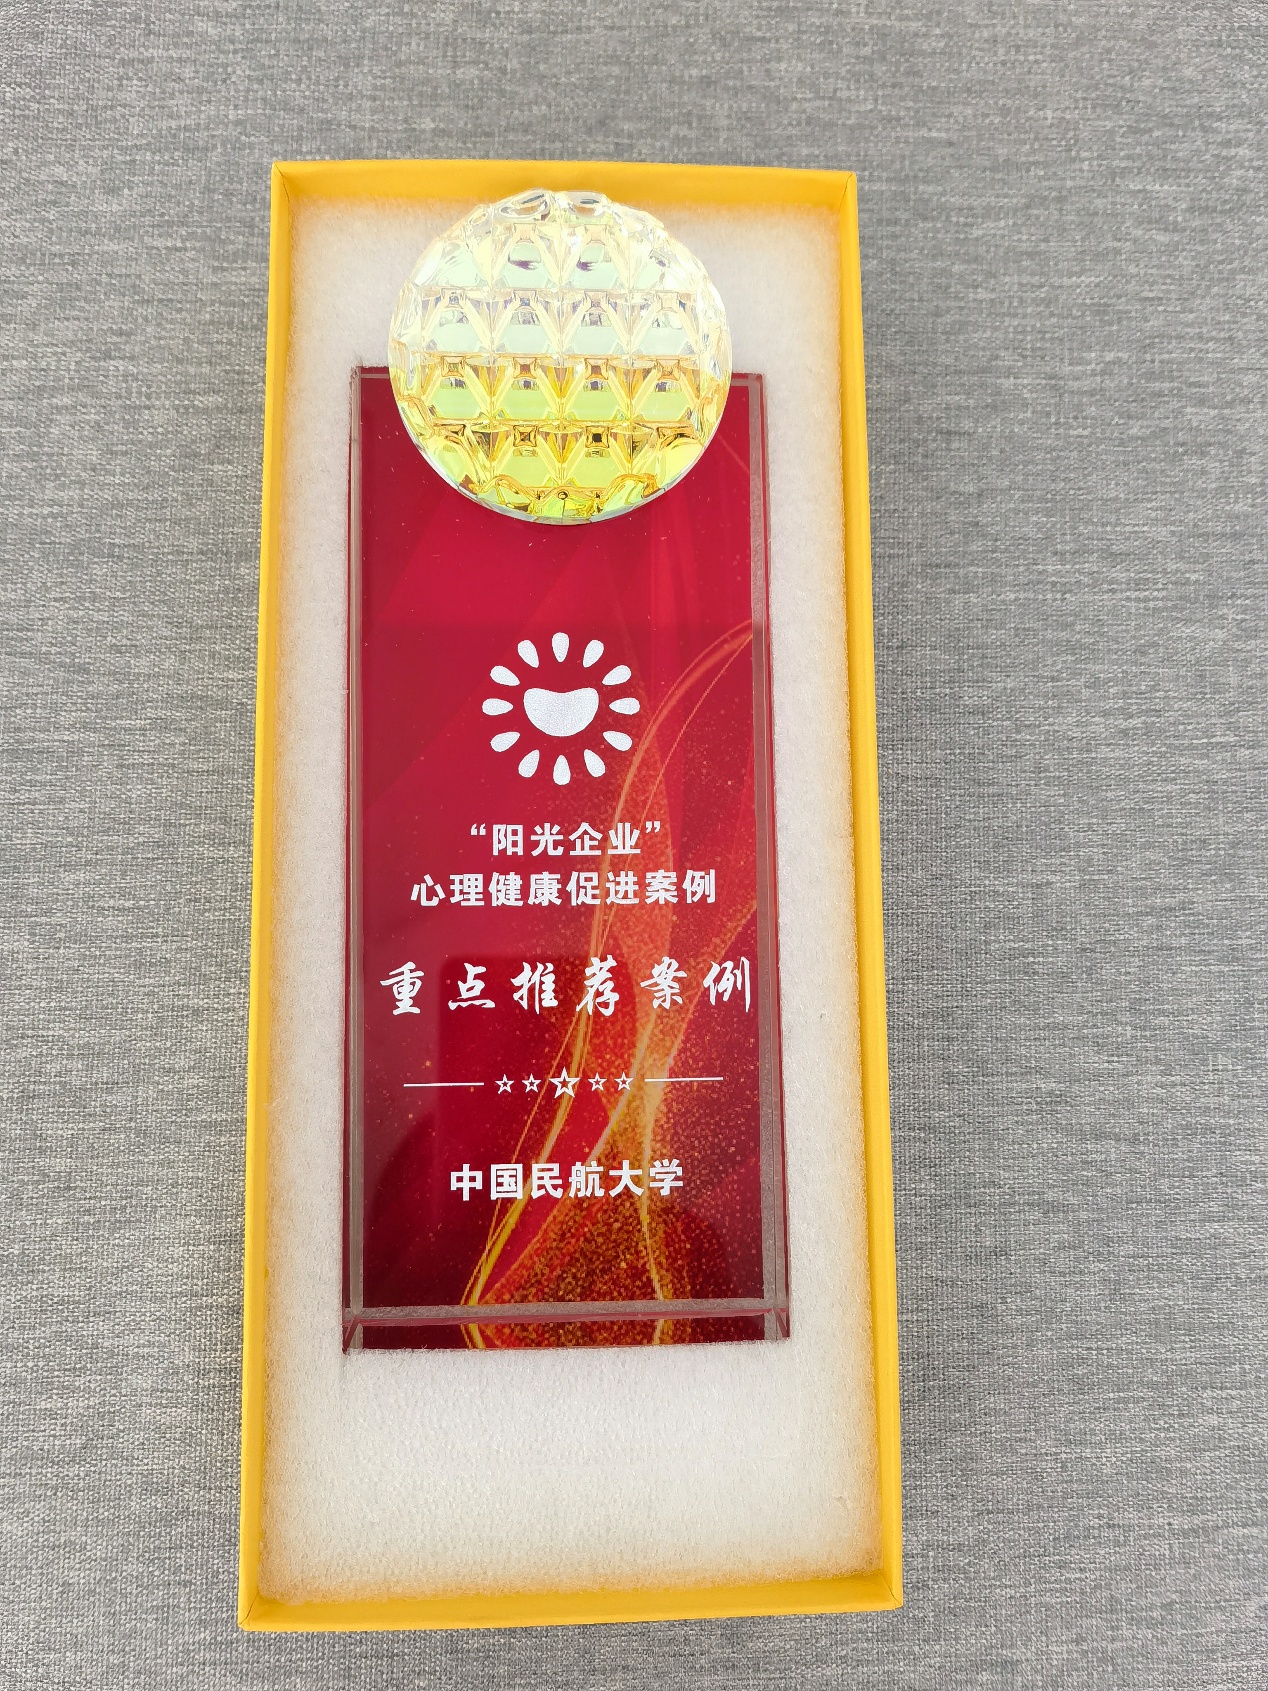 “阳光企业”
心理健康促进案例
重点推荐案例
中国民航大学